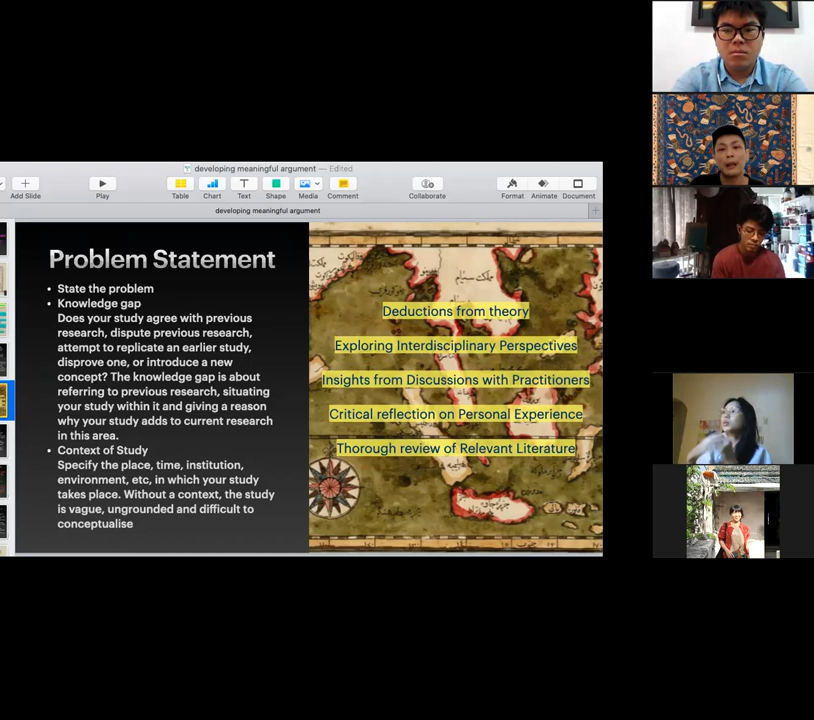 developing meaningful argument — Edited
Add Slide
Play
Table
Chart
Text
Shape
Media
Comment
Collaborate
Format
Animate
Document
developing meaningful argument
Problem Statement
• State the problem
• Knowledge gap
Does your study agree with previous
research, dispute previous research,
attempt to replicate an earlier study,
disprove one, or introduce a new
concept? The knowledge gap is about
referring to previous research, situating
your study within it and giving a reason
why your study adds to current research
in this area.
• Context of Study
Specify the place, time, institution,
environment, etc, in which your study
takes place. Without a context, the study
is vague, ungrounded and difficult to
conceptualise
Deductions from theory
Exploring Interdisciplinary Perspectives
Insights from Discussions with Practitioners
Critical reflection on Personal Experience
Thorough review of Relevant Literature